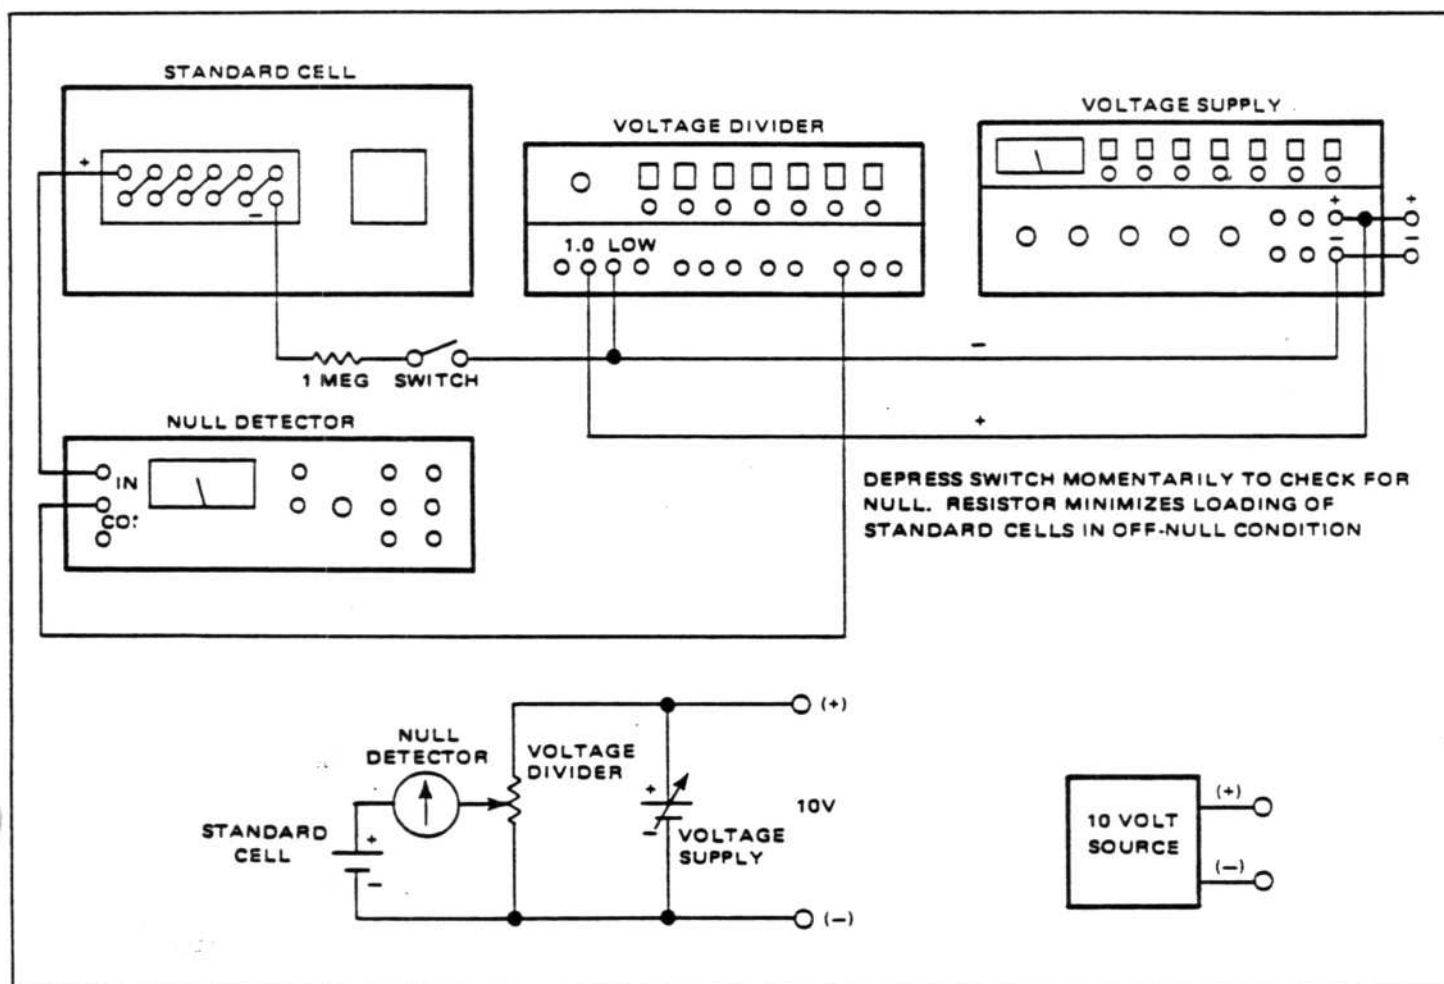 STANDARD CELL
VOLTAGE DIVIDER
VOLTAGE SUPPLY
+
−
1.0 LOW
+
−
+
−
1 MEG
SWITCH
−
NULL DETECTOR
IN
+
DEPRESS SWITCH MOMENTARILY TO CHECK FOR
NULL. RESISTOR MINIMIZES LOADING OF
STANDARD CELLS IN OFF-NULL CONDITION
NULL
DETECTOR
VOLTAGE
DIVIDER
STANDARD
CELL
+
−
+
−
VOLTAGE
SUPPLY
(+)
10V
(−)
10 VOLT
SOURCE
(+)
(−)